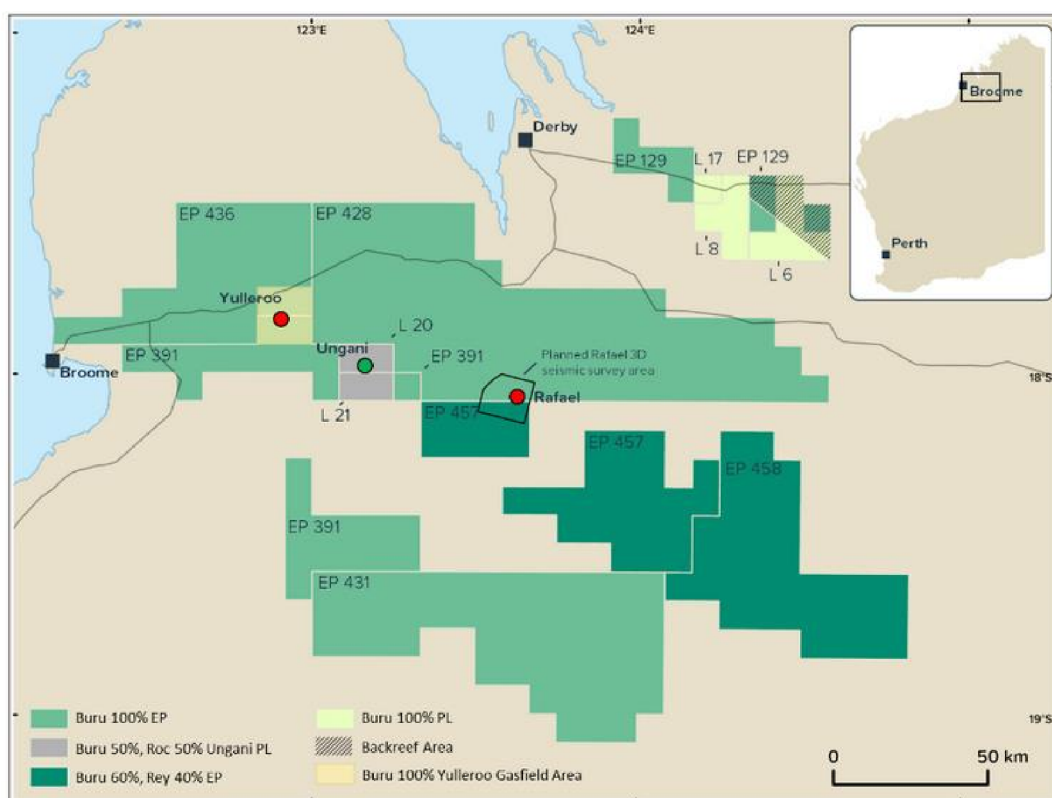 123°E
124°E
Broome
Perth
Derby
EP 129
L 17
EP 129
L 8
L 6
EP 436
EP 428
Yulleroo
L 20
Ungani
EP 391
EP 391
Planned Rafael 3D
seismic survey area
Broome
18°S
Rafael
L 21
EP 457
EP 457
EP 458
EP 391
EP 431
19°S
Buru 100% EP
Buru 50%, Roc 50% Ungani PL
Buru 60%, Rey 40% EP
Buru 100% PL
Backreef Area
Buru 100% Yulleroo Gasfield Area
0
50 km